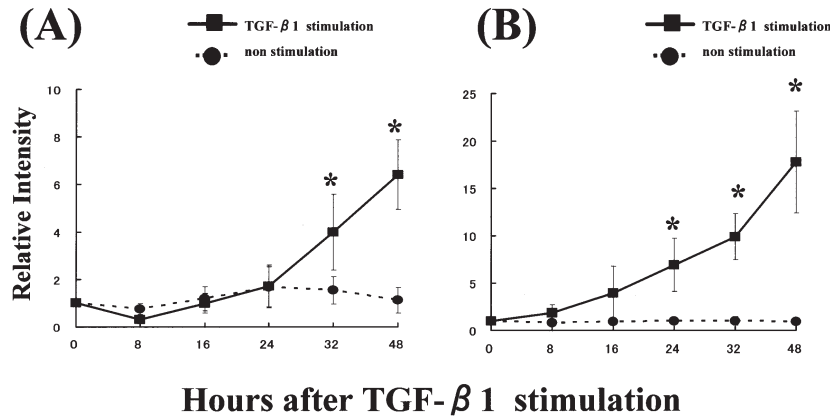 (A)
TGF-β1 stimulation
non stimulation
(B)
TGF-β1 stimulation
non stimulation
Relative Intensity
10
8
6
4
2
0
*
*
0 8 16 24 32 48
25
20
15
10
5
0
*
*
*
0 8 16 24 32 48
Hours after TGF-β1 stimulation